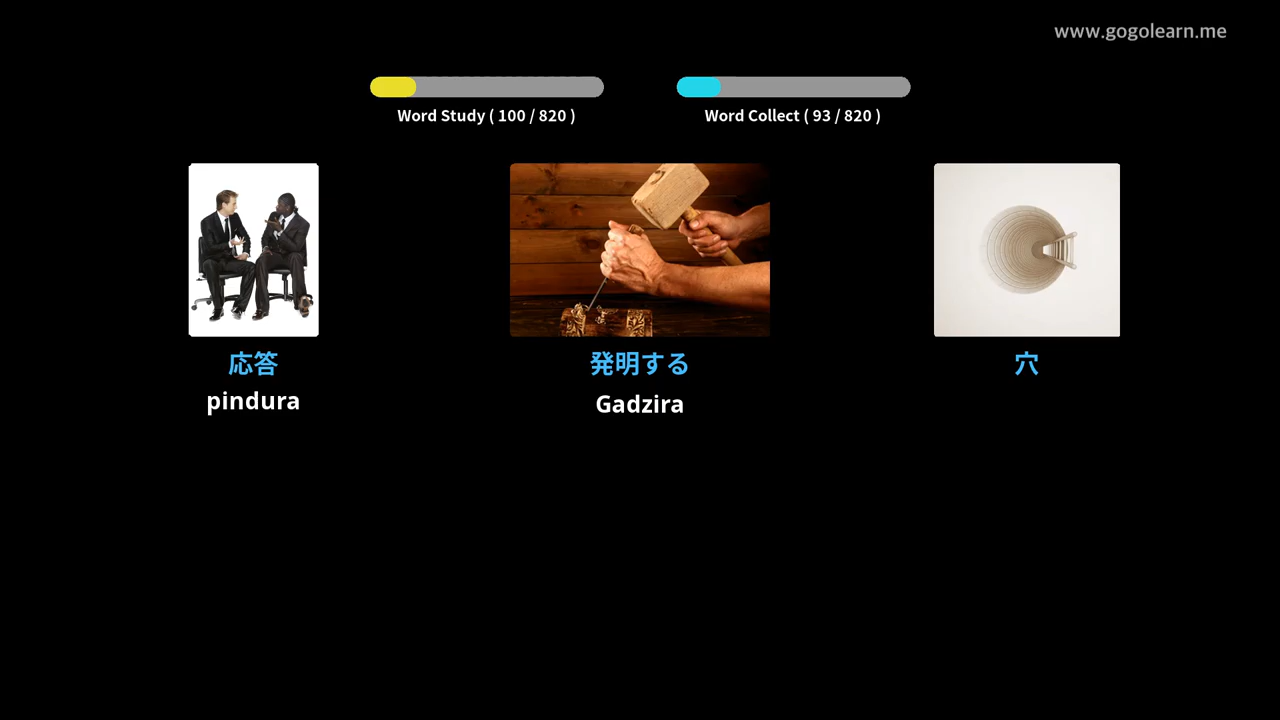 www.gogolearn.me
Word Study ( 100 / 820 )
Word Collect ( 93 / 820 )
応答
pindura
発明する
Gadzira
穴